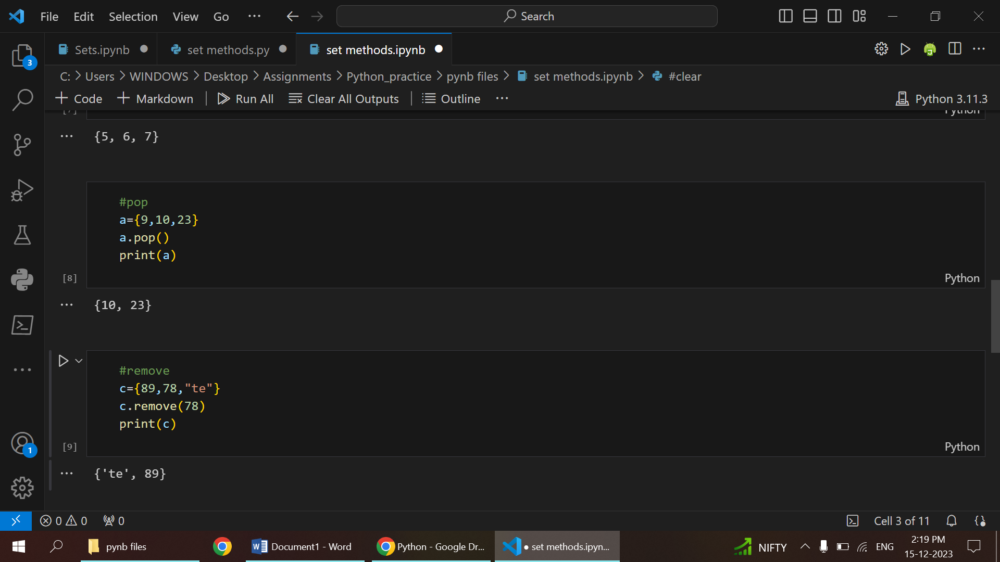 File Edit Selection View Go ··· Search
3 Sets.ipynb set methods.py set methods.ipynb
C: > Users > WINDOWS > Desktop > Assignments > Python_practice > pynb files > set methods.ipynb > #clear
+ Code + Markdown | Run All Clear All Outputs | Outline ··· Python 3.11.3
[7] Python
··· {5, 6, 7}
#pop
a={9,10,23}
a.pop()
print(a)
[8] Python
··· {10, 23}
#remove
c={89,78,"te"}
c.remove(78)
print(c)
[9] Python
1
··· {'te', 89}
0 0 0 Cell 3 of 11
pynb files Document1 - Word Python - Google Dr... ● set methods.ipyn... NIFTY ENG 2:19 PM
15-12-2023